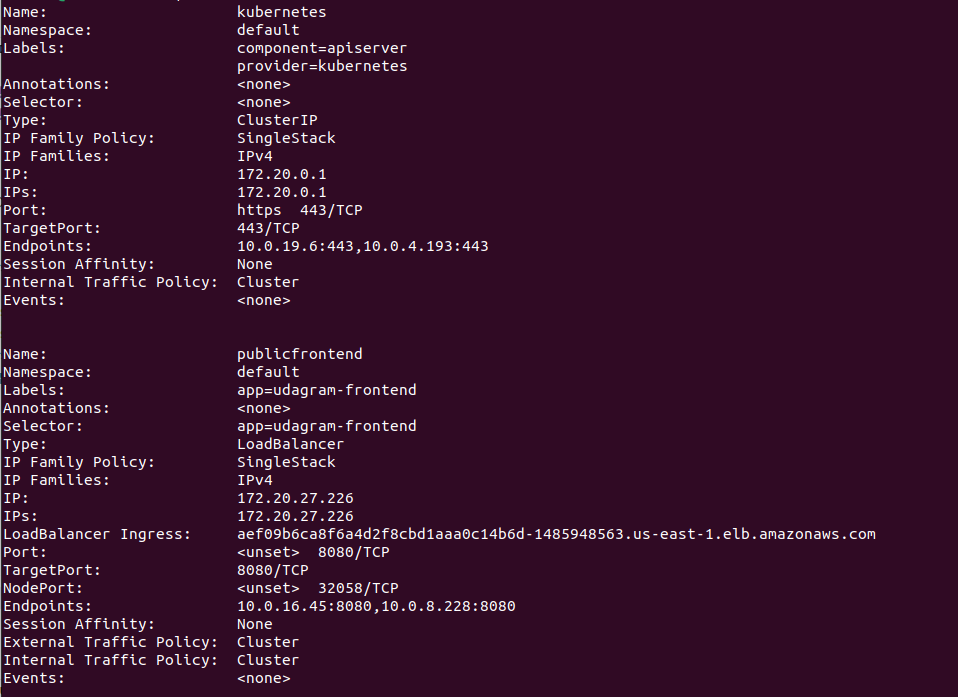 Name: kubernetes
Namespace: default
Labels: component=apiserver
provider=kubernetes
Annotations: <none>
Selector: <none>
Type: ClusterIP
IP Family Policy: SingleStack
IP Families: IPv4
IP: 172.20.0.1
IPs: 172.20.0.1
Port: https 443/TCP
TargetPort: 443/TCP
Endpoints: 10.0.19.6:443,10.0.4.193:443
Session Affinity: None
Internal Traffic Policy: Cluster
Events: <none>
Name: publicfrontend
Namespace: default
Labels: app=udagram-frontend
Annotations: <none>
Selector: app=udagram-frontend
Type: LoadBalancer
IP Family Policy: SingleStack
IP Families: IPv4
IP: 172.20.27.226
IPs: 172.20.27.226
LoadBalancer Ingress: aef09b6ca8f6a4d2f8cbd1aaa0c14b6d-1485948563.us-east-1.elb.amazonaws.com
Port: <unset> 8080/TCP
TargetPort: 8080/TCP
NodePort: <unset> 32058/TCP
Endpoints: 10.0.16.45:8080,10.0.8.228:8080
Session Affinity: None
External Traffic Policy: Cluster
Internal Traffic Policy: Cluster
Events: <none>